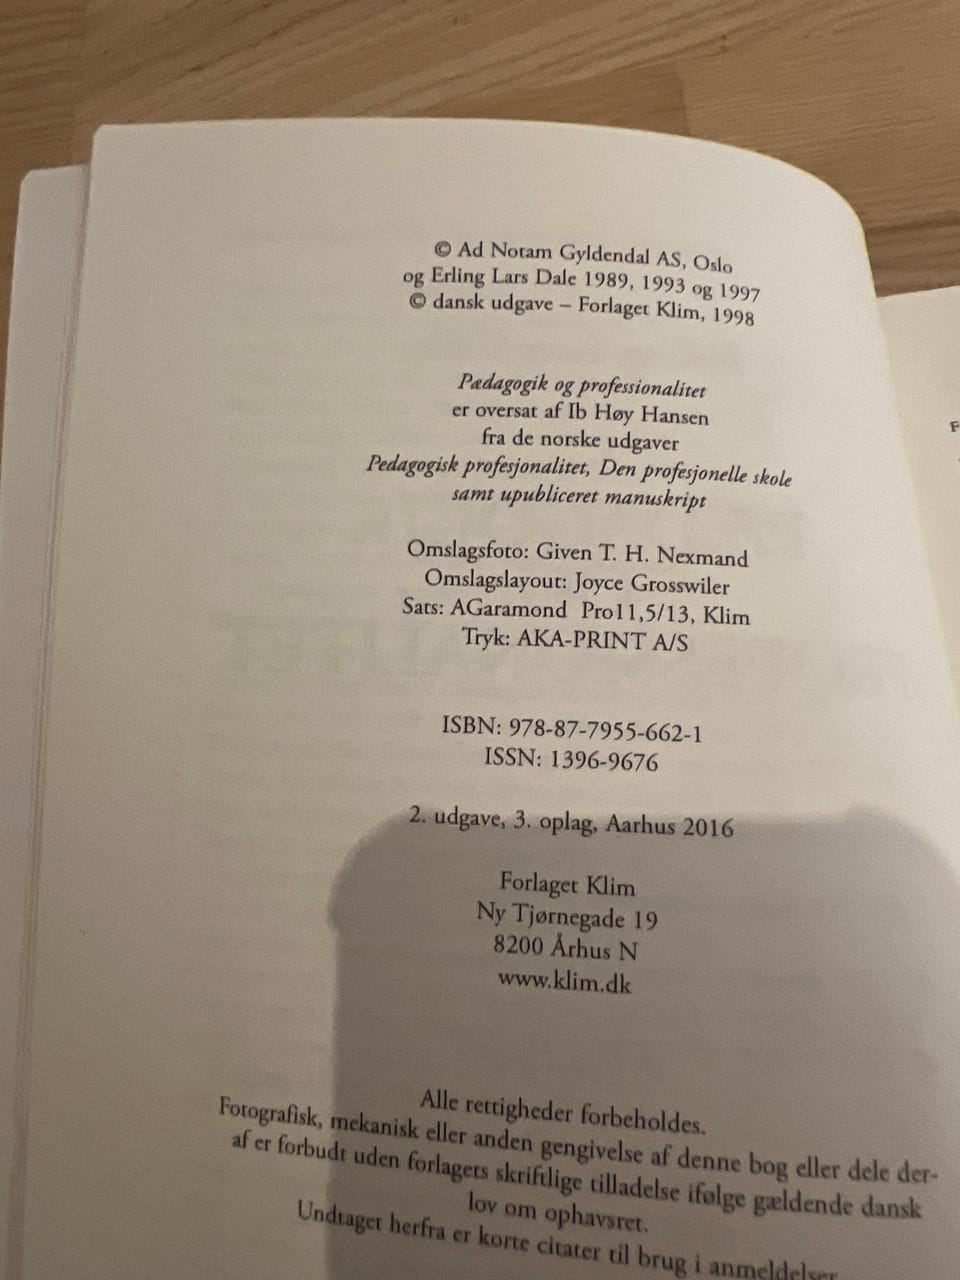 © Ad Notam Gyldendal AS, Oslo
og Erling Lars Dale 1989, 1993 og 1997
© dansk udgave – Forlaget Klim, 1998
Pædagogik og professionalitet
er oversat af Ib Høy Hansen
fra de norske udgaver
Pedagogisk profesjonalitet, Den profesjonelle skole
samt upubliceret manuskript
Omslagsfoto: Given T. H. Nexmand
Omslagslayout: Joyce Grosswiler
Sats: AGaramond Pro11,5/13, Klim
Tryk: AKA-PRINT A/S
ISBN: 978-87-7955-662-1
ISSN: 1396-9676
2. udgave, 3. oplag, Aarhus 2016
Forlaget Klim
Ny Tjørnegade 19
8200 Århus N
www.klim.dk
Alle rettigheder forbeholdes.
Fotografisk, mekanisk eller anden gengivelse af denne bog eller dele der-
af er forbudt uden forlagets skriftlige tilladelse ifølge gældende dansk
lov om ophavsret.
Undtaget herfra er korte citater til brug i anmeldelser